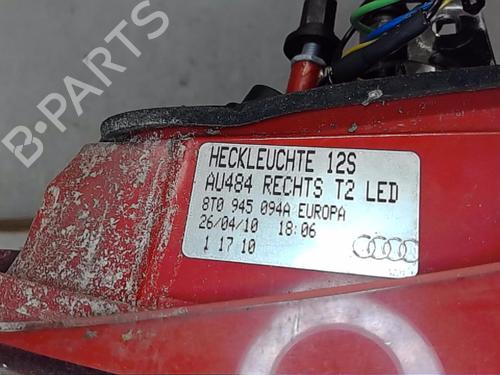 B-PARTS
HECKLEUCHTE 12S
AU484 RECHTS T2 LED
8T0 945 094A EUROPA
26/04/10 18:06
1 17 10